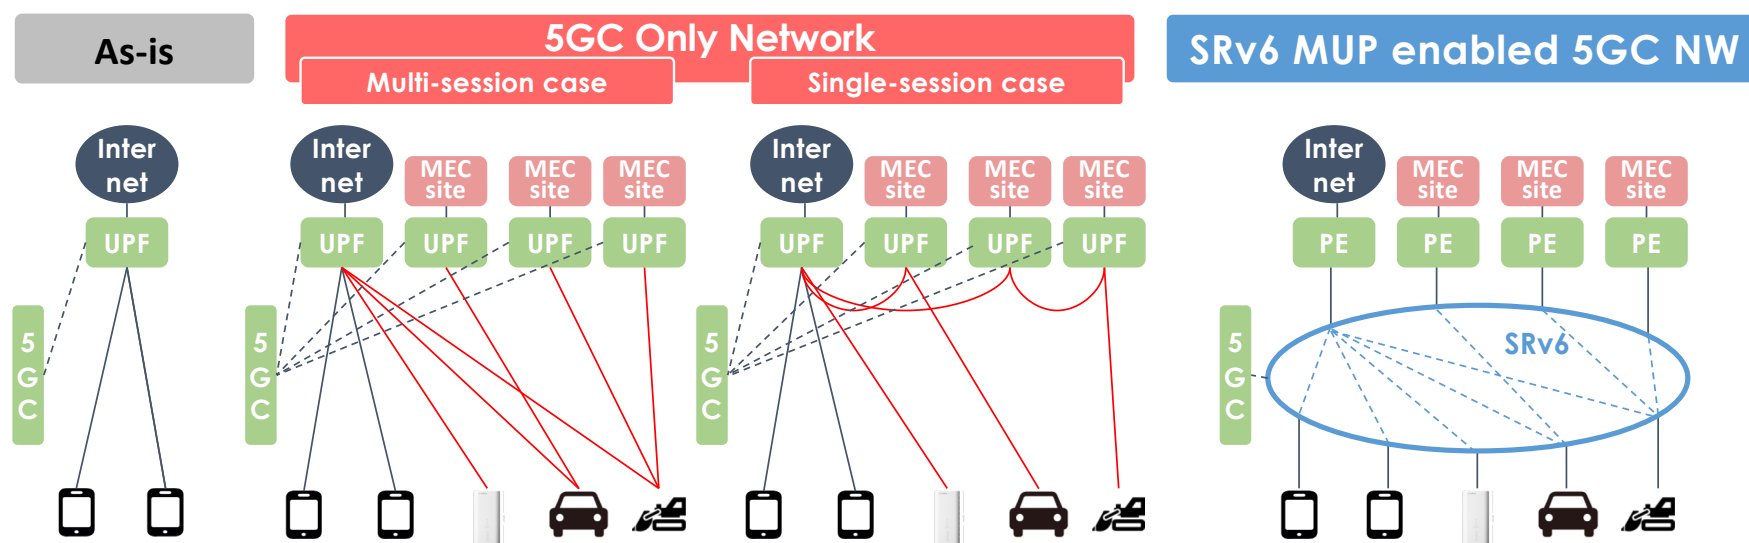 As-is
5GC Only Network
Multi-session case
Single-session case
SRv6 MUP enabled 5GC NW
Inter
net
UPF
5
G
C
Inter
net
MEC
site
MEC
site
MEC
site
UPF
UPF
UPF
UPF
5
G
C
Inter
net
MEC
site
MEC
site
MEC
site
UPF
UPF
UPF
UPF
5
G
C
Inter
net
MEC
site
MEC
site
MEC
site
PE
PE
PE
PE
SRv6
5
G
C